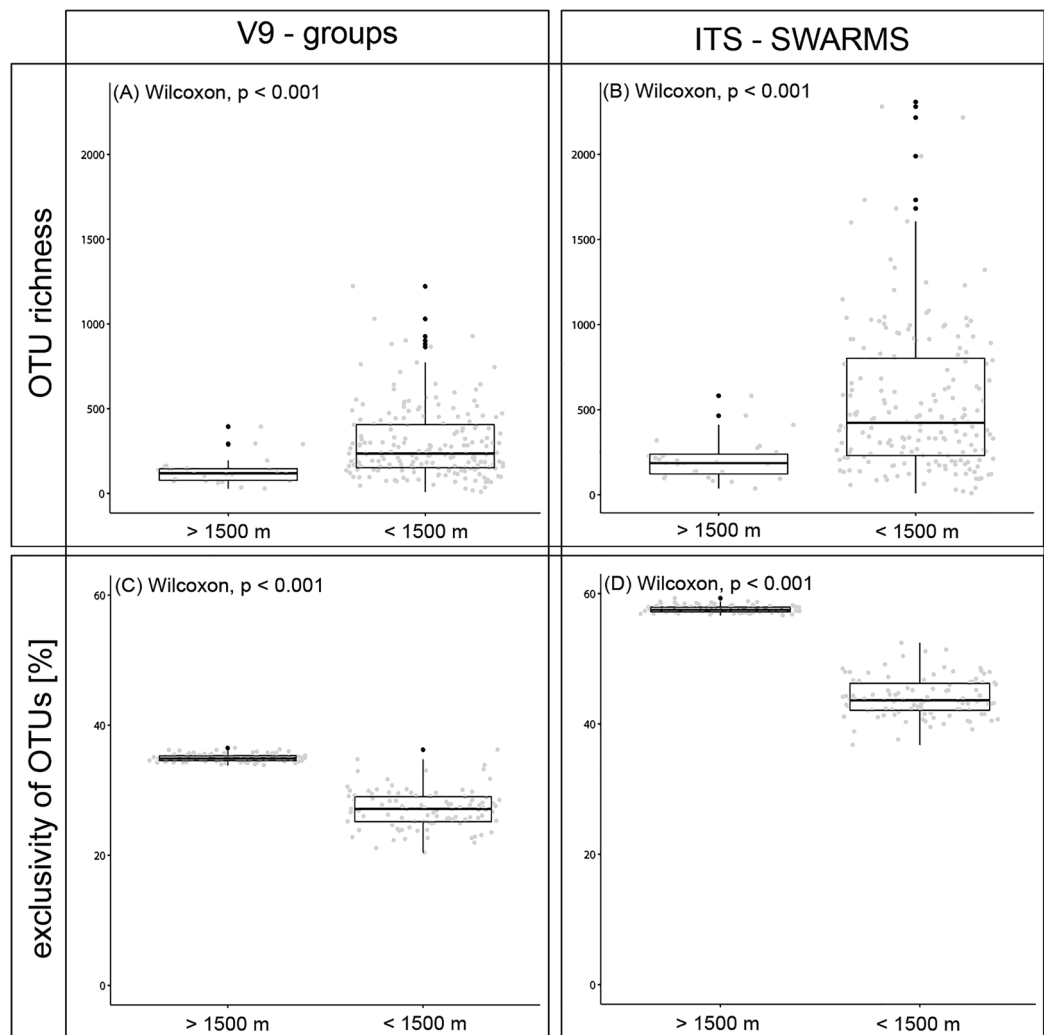 V9 - groups
ITS - SWARMS
OTU richness
(A) Wilcoxon, p < 0.001
2000
1500
1000
500
0
> 1500 m
< 1500 m
(B) Wilcoxon, p < 0.001
2000
1500
1000
500
0
> 1500 m
< 1500 m
exclusivity of OTUs [%]
(C) Wilcoxon, p < 0.001
60
40
20
0
> 1500 m
< 1500 m
(D) Wilcoxon, p < 0.001
60
40
20
0
> 1500 m
< 1500 m